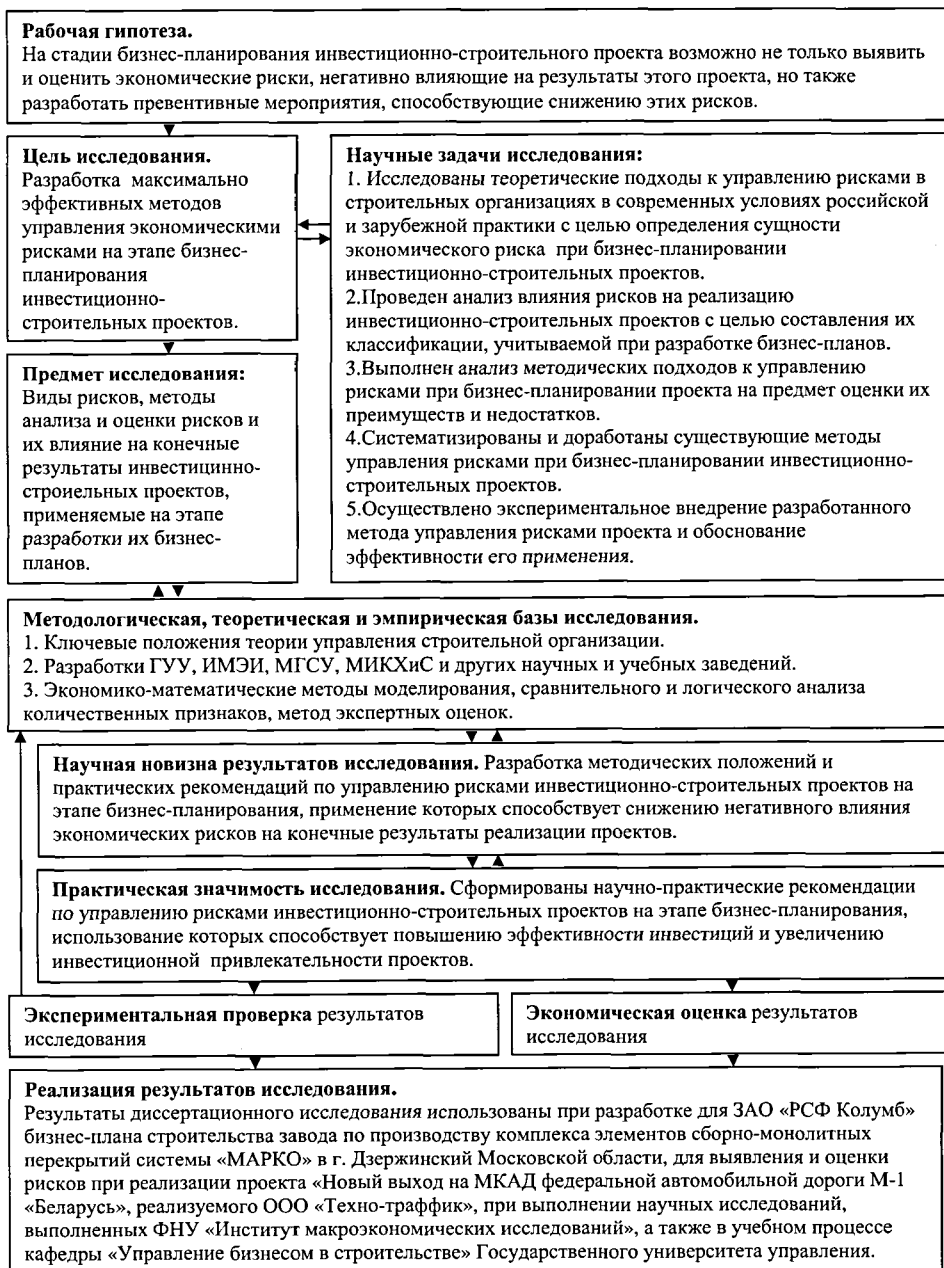 Рабочая гипотеза.
На стадии бизнес-планирования инвестиционно-строительного проекта возможно не только выявить
и оценить экономические риски, негативно влияющие на результаты этого проекта, но также
разработать превентивные мероприятия, способствующие снижению этих рисков.
Цель исследования.
Разработка максимально
эффективных методов
управления экономическими
рисками на этапе бизнес-
планирования
инвестиционно-
строительных проектов.
Научные задачи исследования:
1. Исследованы теоретические подходы к управлению рисками в
строительных организациях в современных условиях российской
и зарубежной практики с целью определения сущности
экономического риска при бизнес-планировании
инвестиционно-строительных проектов.
2.Проведен анализ влияния рисков на реализацию
инвестиционно-строительных проектов с целью составления их
классификации, учитываемой при разработке бизнес-планов.
3.Выполнен анализ методических подходов к управлению
рисками при бизнес-планировании проекта на предмет оценки их
преимуществ и недостатков.
4.Систематизированы и доработаны существующие методы
управления рисками при бизнес-планировании инвестиционно-
строительных проектов.
5.Осуществлено экспериментальное внедрение разработанного
метода управления рисками проекта и обоснование
эффективности его применения.
Предмет исследования:
Виды рисков, методы
анализа и оценки рисков и
их влияние на конечные
результаты инвестицинно-
строиельных проектов,
применяемые на этапе
разработки их бизнес-
планов.
Методологическая, теоретическая и эмпирическая базы исследования.
1. Ключевые положения теории управления строительной организации.
2. Разработки ГУУ, ИМЭИ, МГСУ, МИКХиС и других научных и учебных заведений.
3. Экономико-математические методы моделирования, сравнительного и логического анализа
количественных признаков, метод экспертных оценок.
Научная новизна результатов исследования. Разработка методических положений и
практических рекомендаций по управлению рисками инвестиционно-строительных проектов на
этапе бизнес-планирования, применение которых способствует снижению негативного влияния
экономических рисков на конечные результаты реализации проектов.
Практическая значимость исследования. Сформированы научно-практические рекомендации
по управлению рисками инвестиционно-строительных проектов на этапе бизнес-планирования,
использование которых способствует повышению эффективности инвестиций и увеличению
инвестиционной привлекательности проектов.
Экспериментальная проверка результатов
исследования
Экономическая оценка результатов
исследования
Реализация результатов исследования.
Результаты диссертационного исследования использованы при разработке для ЗАО «РСФ Колумб»
бизнес-плана строительства завода по производству комплекса элементов сборно-монолитных
перекрытий системы «МАРКО» в г. Дзержинский Московской области, для выявления и оценки
рисков при реализации проекта «Новый выход на МКАД федеральной автомобильной дороги М-1
«Беларусь», реализуемого ООО «Техно-траффик», при выполнении научных исследований,
выполненных ФНУ «Институт макроэкономических исследований», а также в учебном процессе
кафедры «Управление бизнесом в строительстве» Государственного университета управления.